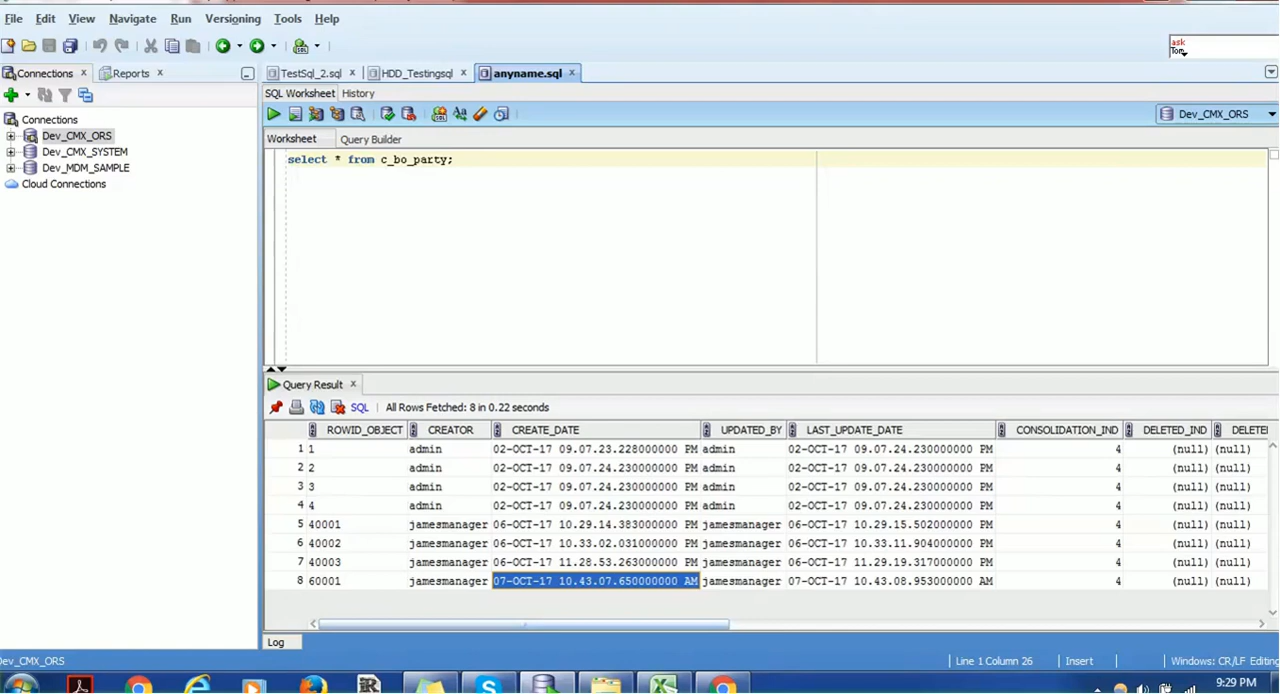 File Edit View Navigate Run Versioning Tools Help
ask
Tom
Connections Reports TestSql_2.sql HDD_Testingsql anyname.sql
SQL Worksheet History
Dev_CMX_ORS
Worksheet Query Builder
Connections
Dev_CMX_ORS
Dev_CMX_SYSTEM
Dev_MDM_SAMPLE
Cloud Connections
select * from c_bo_party;
Query Result
SQL All Rows Fetched: 8 in 0.22 seconds
ROWID_OBJECT CREATOR CREATE_DATE UPDATED_BY LAST_UPDATE_DATE CONSOLIDATION_IND DELETED_IND DELETE
1 1 admin 02-OCT-17 09.07.23.228000000 PM admin 02-OCT-17 09.07.24.230000000 PM 4 (null) (null)
2 2 admin 02-OCT-17 09.07.24.230000000 PM admin 02-OCT-17 09.07.24.230000000 PM 4 (null) (null)
3 3 admin 02-OCT-17 09.07.24.230000000 PM admin 02-OCT-17 09.07.24.230000000 PM 4 (null) (null)
4 4 admin 02-OCT-17 09.07.24.230000000 PM admin 02-OCT-17 09.07.24.230000000 PM 4 (null) (null)
5 40001 jamesmanager 06-OCT-17 10.29.14.383000000 PM jamesmanager 06-OCT-17 10.29.15.502000000 PM 4 (null) (null)
6 40002 jamesmanager 06-OCT-17 10.33.02.031000000 PM jamesmanager 06-OCT-17 10.33.11.904000000 PM 4 (null) (null)
7 40003 jamesmanager 06-OCT-17 11.28.53.263000000 PM jamesmanager 06-OCT-17 11.29.19.317000000 PM 4 (null) (null)
8 60001 jamesmanager 07-OCT-17 10.43.07.650000000 AM jamesmanager 07-OCT-17 10.43.08.953000000 AM 4 (null) (null)
Log
Dev_CMX_ORS Line 1 Column 26 Insert Windows: CR/LF Editing
9:29 PM